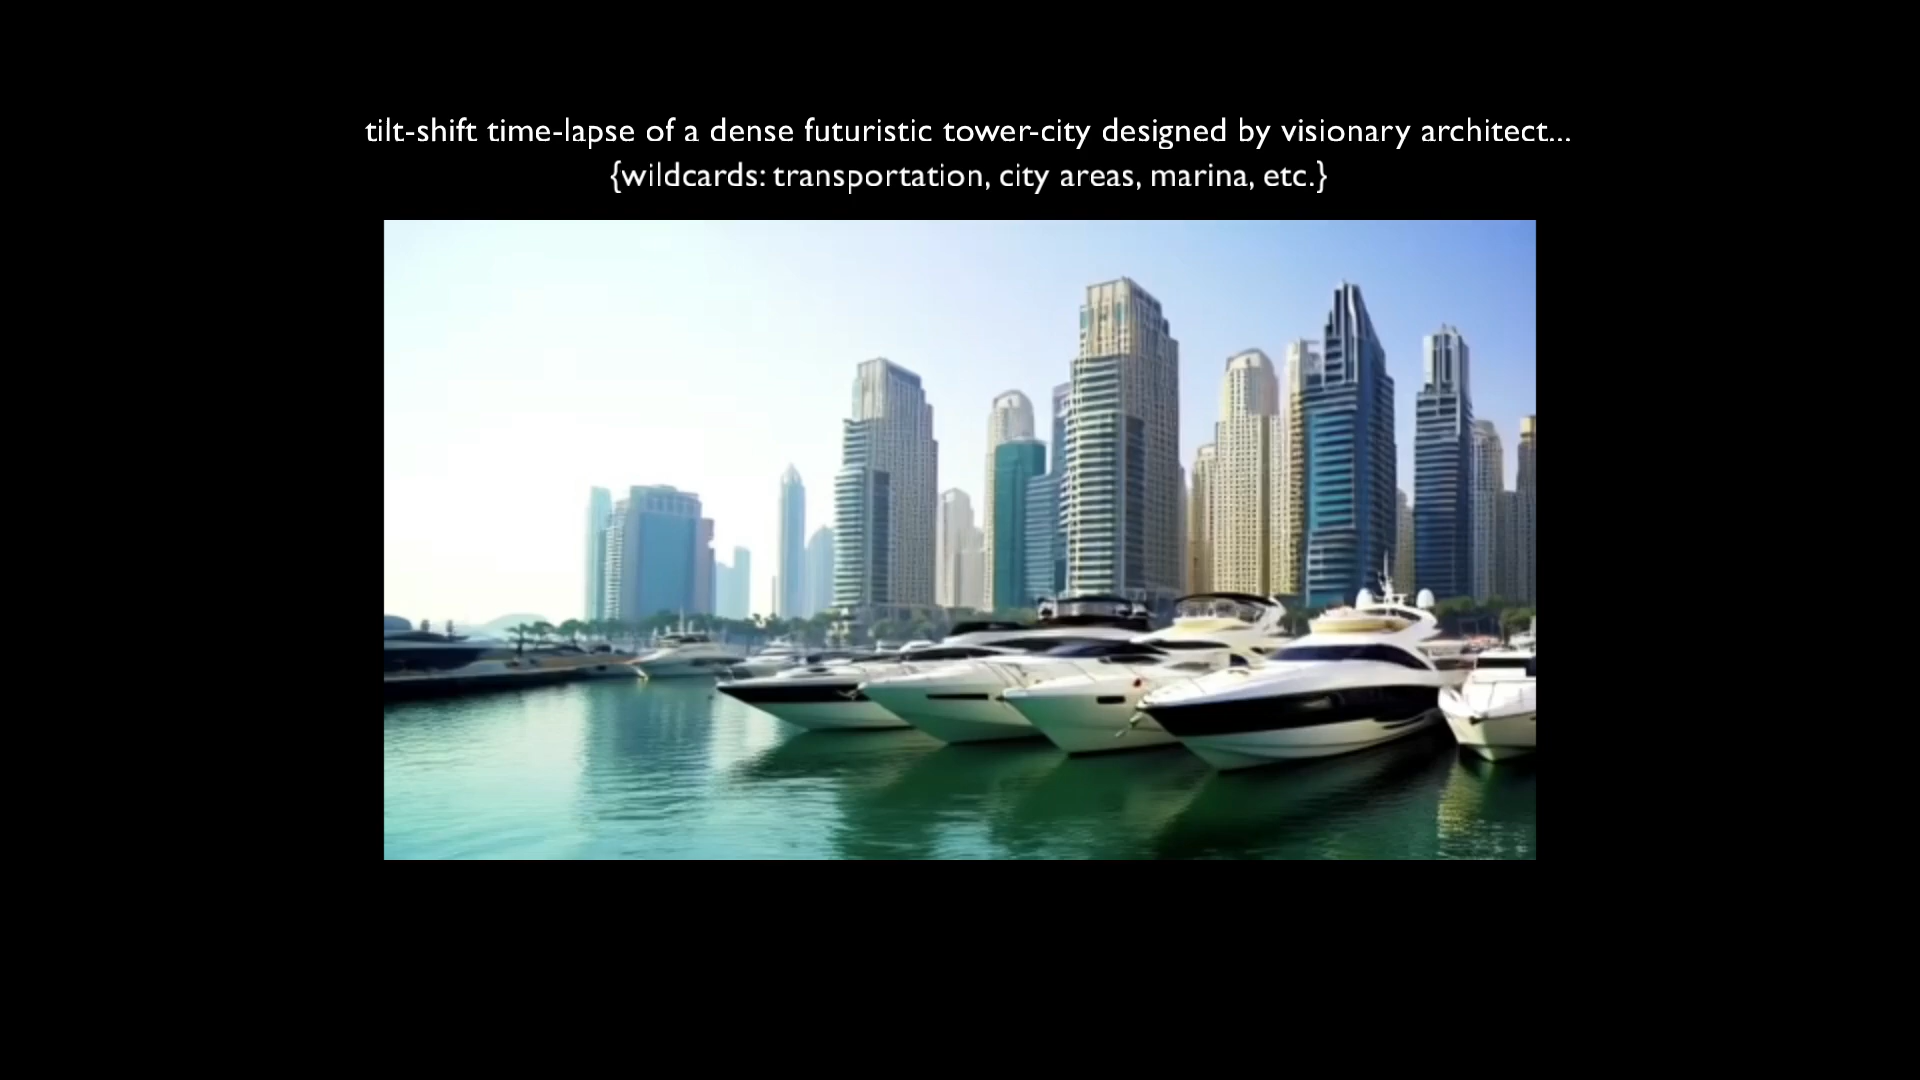 tilt-shift time-lapse of a dense futuristic tower-city designed by visionary architect...
{wildcards: transportation, city areas, marina, etc.}